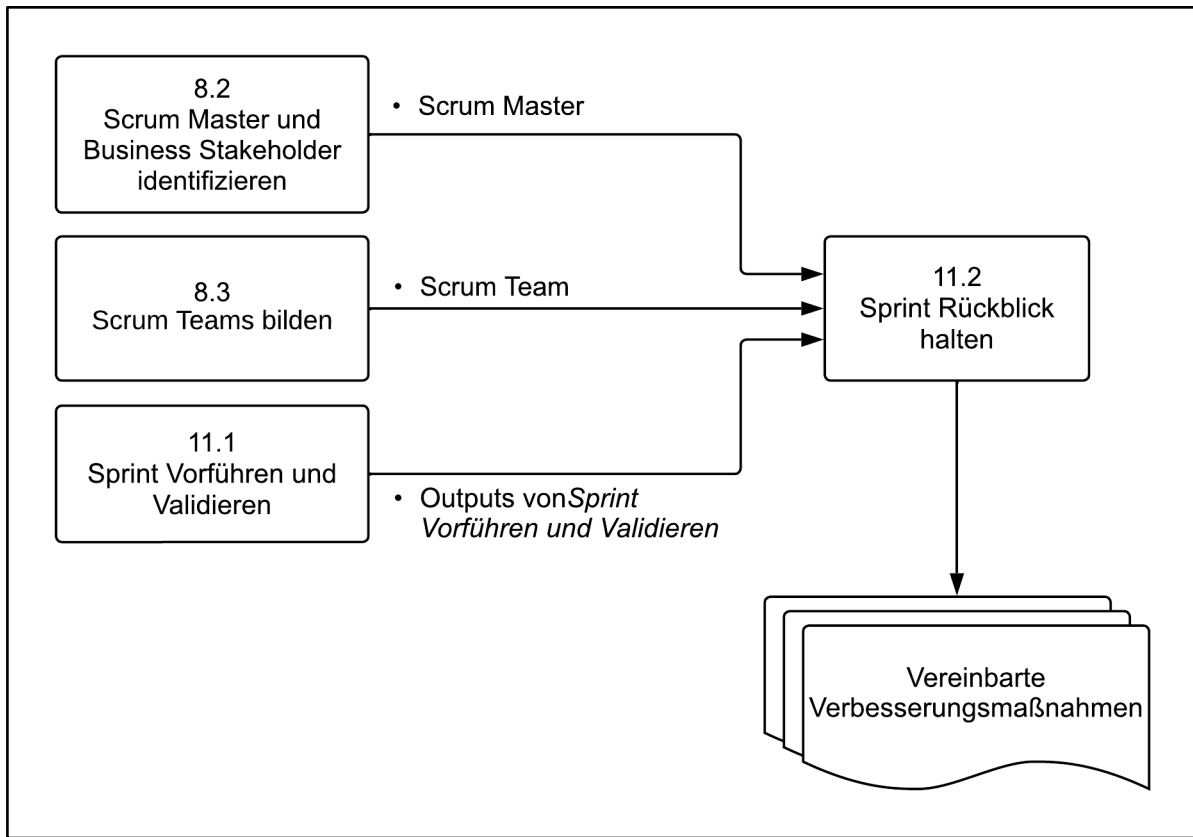 8.2
Scrum Master und
Business Stakeholder
identifizieren
• Scrum Master
8.3
Scrum Teams bilden
• Scrum Team
11.2
Sprint Rückblick
halten
11.1
Sprint Vorführen und
Validieren
• Outputs vonSprint
Vorführen und Validieren
Vereinbarte
Verbesserungsmaßnahmen